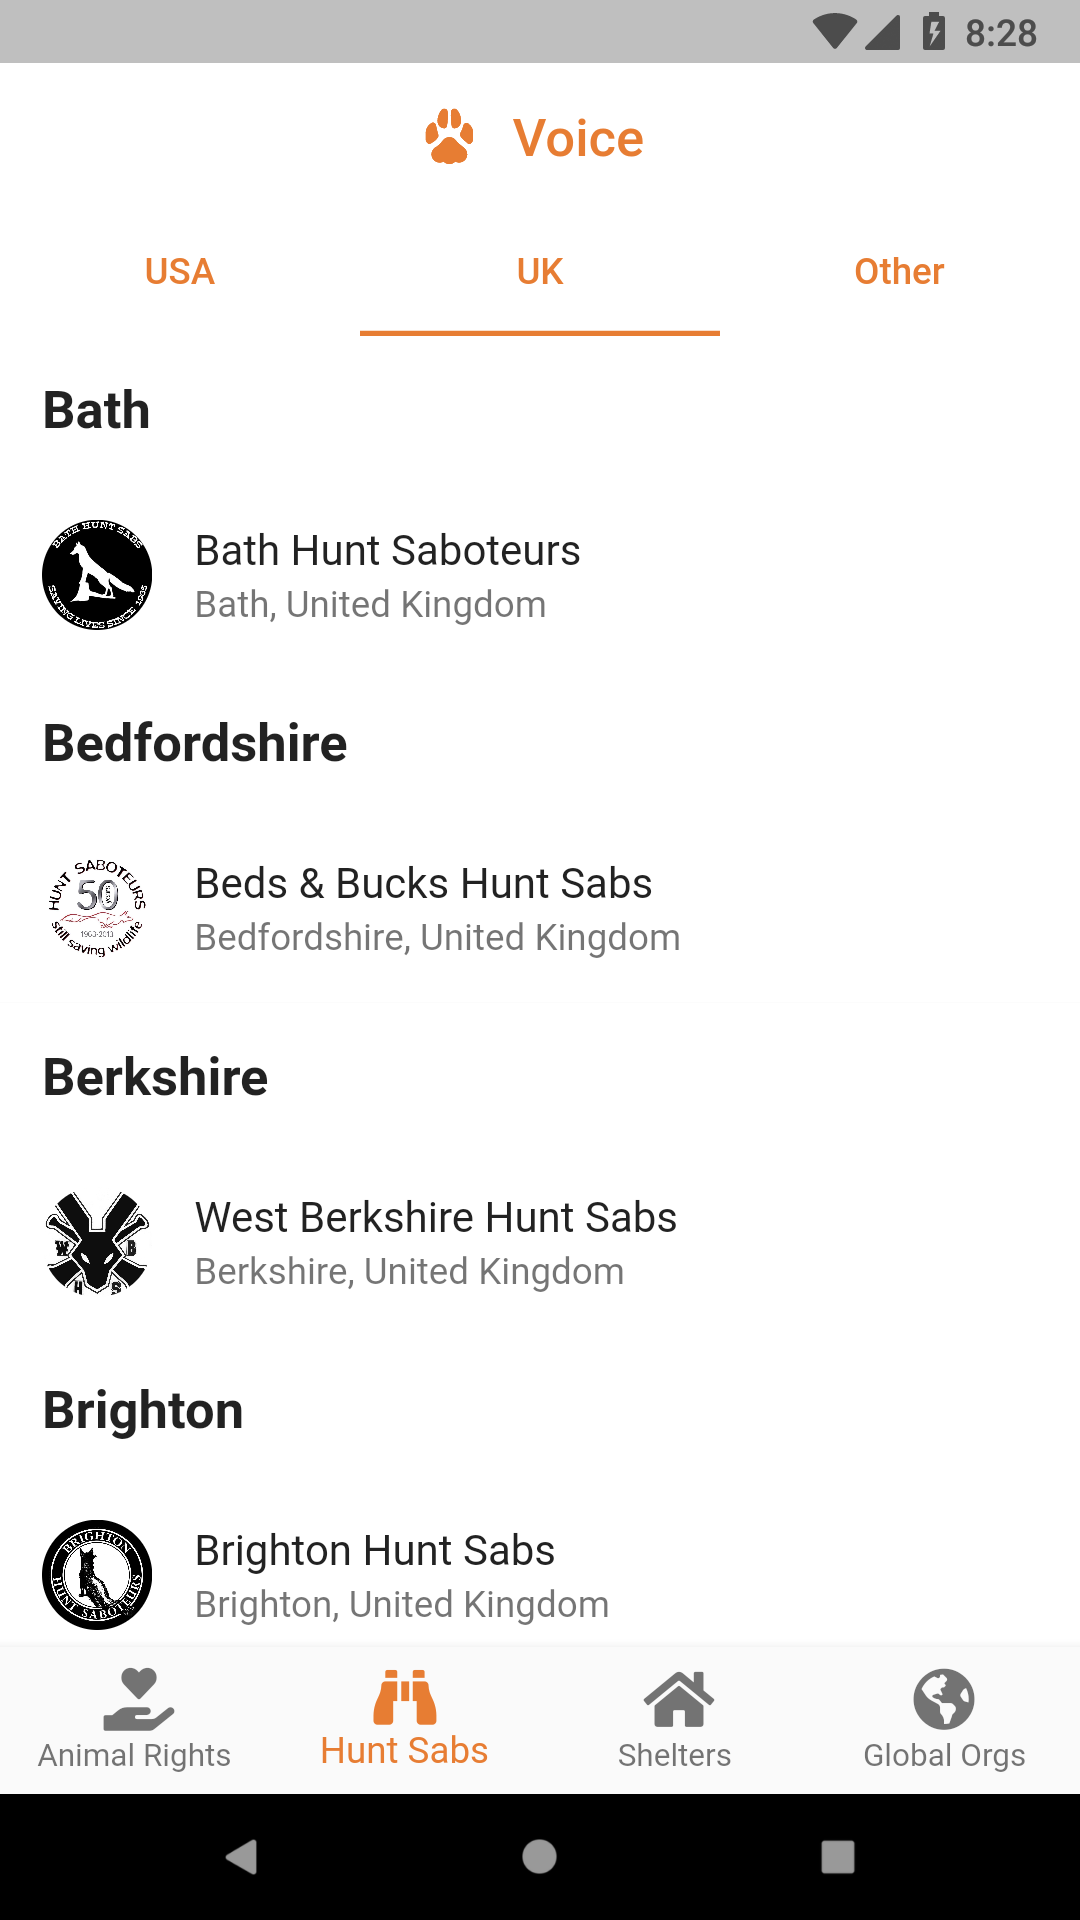 8:28
Voice
USA
UK
Other
Bath
BATH HUNT SABS
SAVING LIVES SINCE 1935
Bath Hunt Saboteurs
Bath, United Kingdom
Bedfordshire
HUNT SABOTEURS
50
1963-2013
still saving wildlife
Beds & Bucks Hunt Sabs
Bedfordshire, United Kingdom
Berkshire
W B
H S
West Berkshire Hunt Sabs
Berkshire, United Kingdom
Brighton
BRIGHTON
HUNT SABOTEURS
Brighton Hunt Sabs
Brighton, United Kingdom
Animal Rights
Hunt Sabs
Shelters
Global Orgs